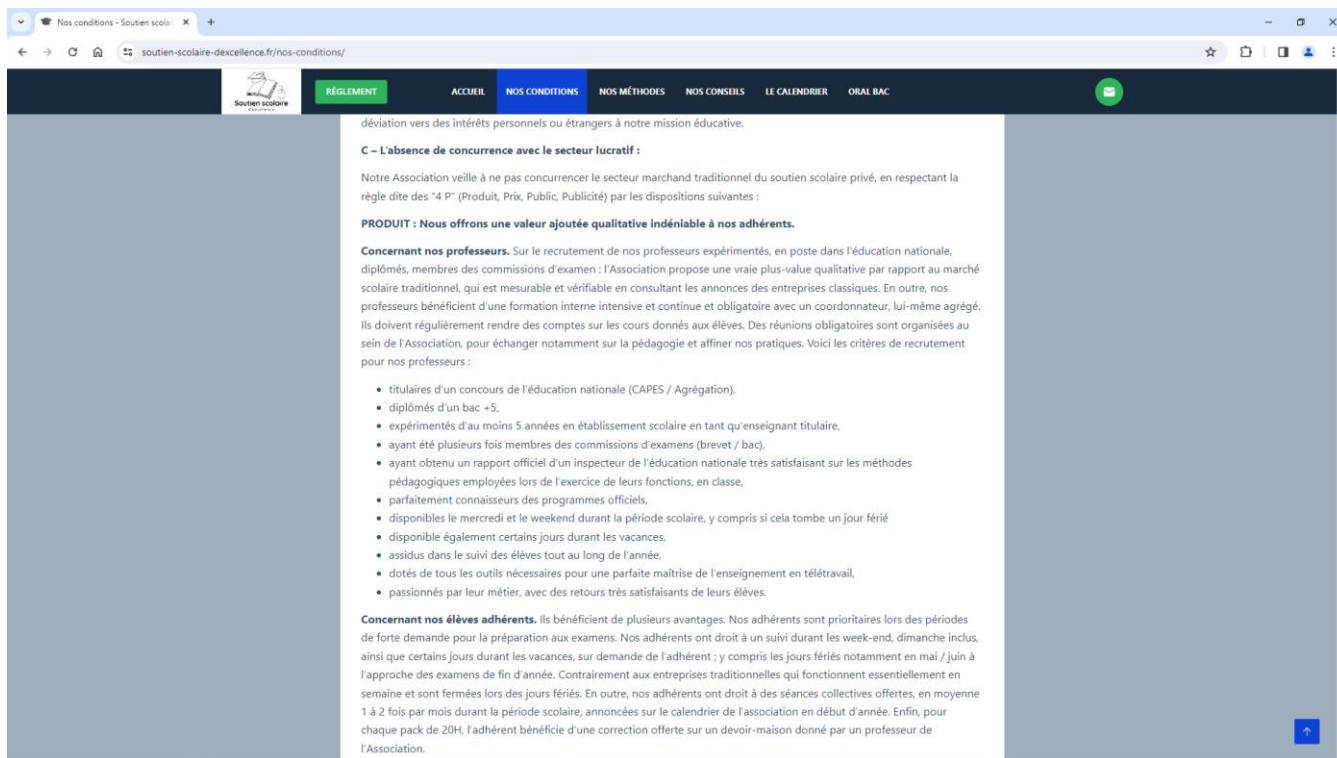 Nos conditions - Soutien scola
soutien-scolaire-dexcellence.fr/nos-conditions/
Soutien scolaire
RÈGLEMENT
ACCUEIL
NOS CONDITIONS
NOS MÉTHODES
NOS CONSEILS
LE CALENDRIER
ORAL BAC
déviation vers des intérêts personnels ou étrangers à notre mission éducative.
C – L'absence de concurrence avec le secteur lucratif :
Notre Association veille à ne pas concurrencer le secteur marchand traditionnel du soutien scolaire privé, en respectant la
règle dite des "4 P" (Produit, Prix, Public, Publicité) par les dispositions suivantes :
PRODUIT : Nous offrons une valeur ajoutée qualitative indéniable à nos adhérents.
Concernant nos professeurs. Sur le recrutement de nos professeurs expérimentés, en poste dans l'éducation nationale,
diplômés, membres des commissions d'examen : l'Association propose une vraie plus-value qualitative par rapport au marché
scolaire traditionnel, qui est mesurable et vérifiable en consultant les annonces des entreprises classiques. En outre, nos
professeurs bénéficient d'une formation interne intensive et continue et obligatoire avec un coordonnateur, lui-même agrégé.
Ils doivent régulièrement rendre des comptes sur les cours donnés aux élèves. Des réunions obligatoires sont organisées au
sein de l'Association, pour échanger notamment sur la pédagogie et affiner nos pratiques. Voici les critères de recrutement
pour nos professeurs :
• titulaires d'un concours de l'éducation nationale (CAPES / Agrégation),
• diplômés d'un bac +5,
• expérimentés d'au moins 5 années en établissement scolaire en tant qu'enseignant titulaire,
• ayant été plusieurs fois membres des commissions d'examens (brevet / bac),
• ayant obtenu un rapport officiel d'un inspecteur de l'éducation nationale très satisfaisant sur les méthodes
pédagogiques employées lors de l'exercice de leurs fonctions, en classe,
• parfaitement connaisseurs des programmes officiels,
• disponibles le mercredi et le weekend durant la période scolaire, y compris si cela tombe un jour férié
• disponible également certains jours durant les vacances,
• assidus dans le suivi des élèves tout au long de l'année,
• dotés de tous les outils nécessaires pour une parfaite maîtrise de l'enseignement en télétravail,
• passionnés par leur métier, avec des retours très satisfaisants de leurs élèves.
Concernant nos élèves adhérents. Ils bénéficient de plusieurs avantages. Nos adhérents sont prioritaires lors des périodes
de forte demande pour la préparation aux examens. Nos adhérents ont droit à un suivi durant les week-end, dimanche inclus,
ainsi que certains jours durant les vacances, sur demande de l'adhérent ; y compris les jours fériés notamment en mai / juin à
l'approche des examens de fin d'année. Contrairement aux entreprises traditionnelles qui fonctionnent essentiellement en
semaine et sont fermées lors des jours fériés. En outre, nos adhérents ont droit à des séances collectives offertes, en moyenne
1 à 2 fois par mois durant la période scolaire, annoncées sur le calendrier de l'association en début d'année. Enfin, pour
chaque pack de 20H, l'adhérent bénéficie d'une correction offerte sur un devoir-maison donné par un professeur de
l'Association.